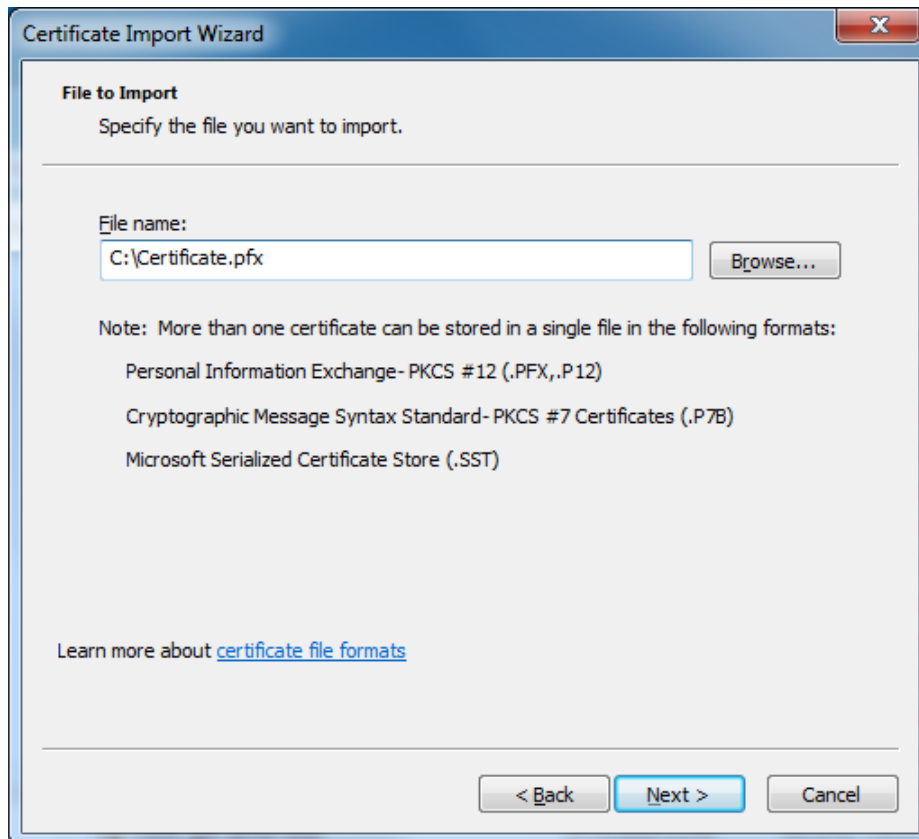 Certificate Import Wizard
File to Import
Specify the file you want to import.
File name:
C:\Certificate.pfx
Browse...
Note: More than one certificate can be stored in a single file in the following formats:
Personal Information Exchange- PKCS #12 (.PFX,.P12)
Cryptographic Message Syntax Standard- PKCS #7 Certificates (.P7B)
Microsoft Serialized Certificate Store (.SST)
Learn more about certificate file formats
< Back Next > Cancel